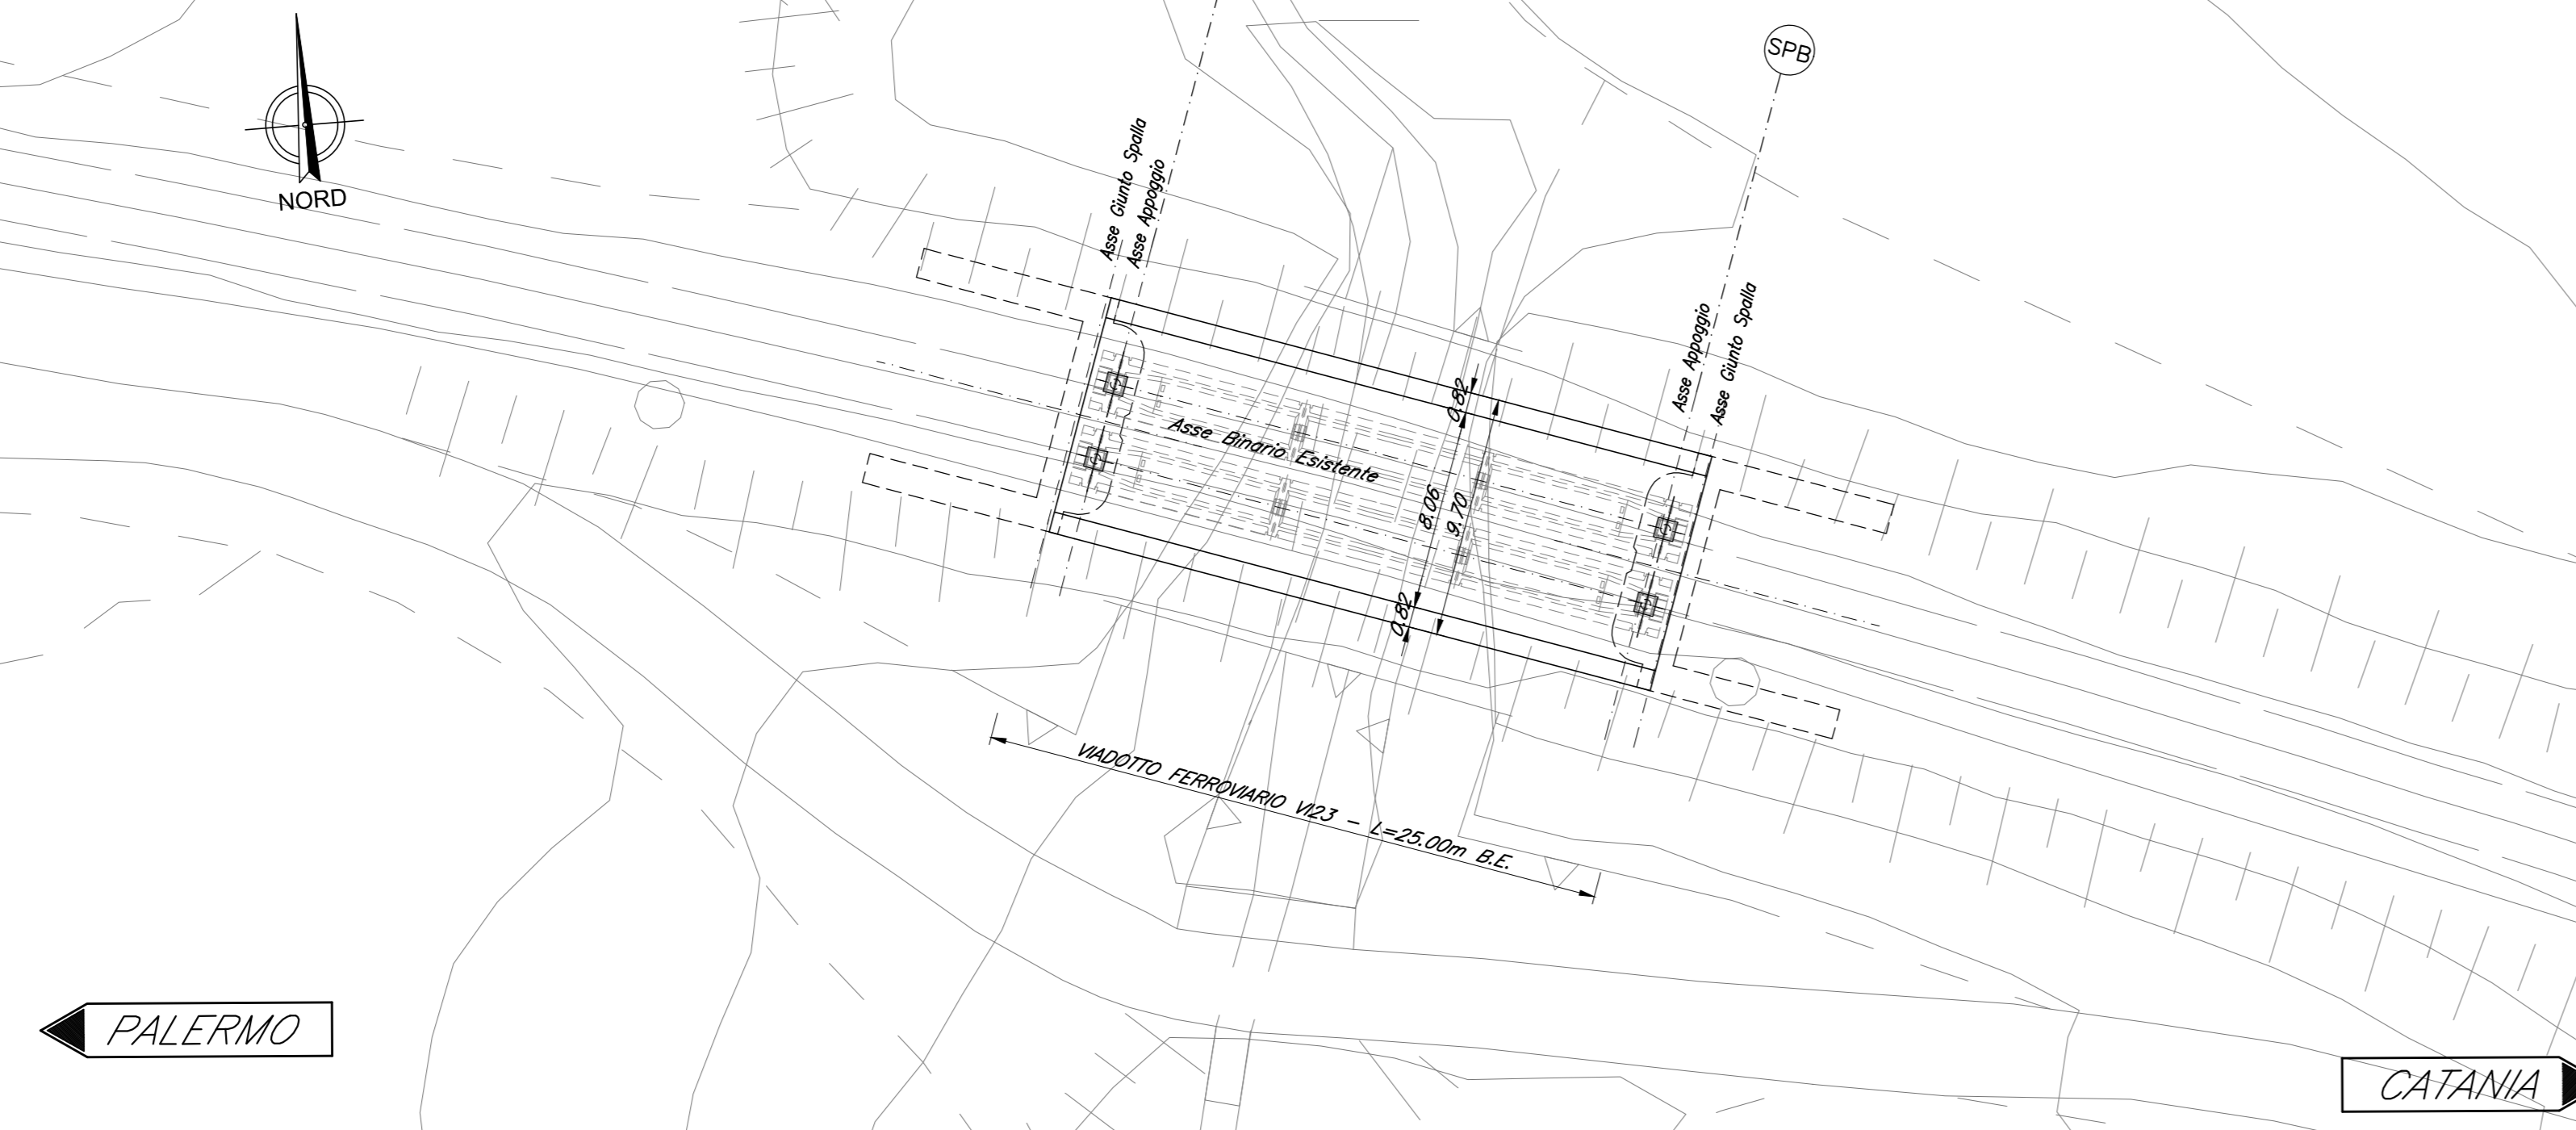 SPB
NORD
Asse Giunto Spalla
Asse Appoggio
Asse Appoggio
Asse Giunto Spalla
0.82
Asse Binario Esistente
8.06
9.70
0.82
VIADOTTO FERROVIARIO VI23 - L=25.00m B.E.
PALERMO
CATANIA